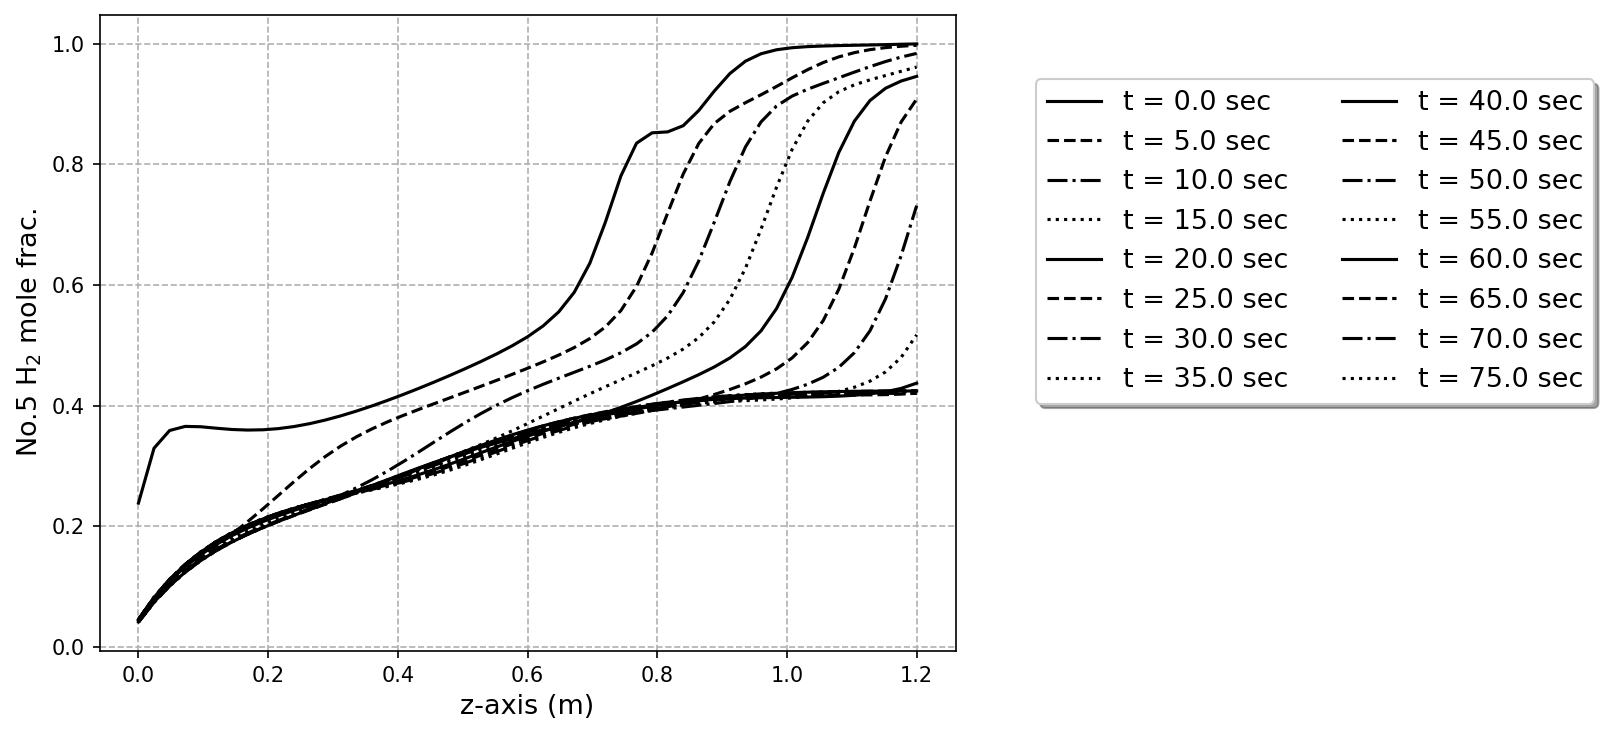 1.0
0.8
0.6
0.4
0.2
0.0
0.0 0.2 0.4 0.6 0.8 1.0 1.2
z-axis (m)
No.5 H₂ mole frac.
t = 0.0 sec
t = 5.0 sec
t = 10.0 sec
t = 15.0 sec
t = 20.0 sec
t = 25.0 sec
t = 30.0 sec
t = 35.0 sec
t = 40.0 sec
t = 45.0 sec
t = 50.0 sec
t = 55.0 sec
t = 60.0 sec
t = 65.0 sec
t = 70.0 sec
t = 75.0 sec